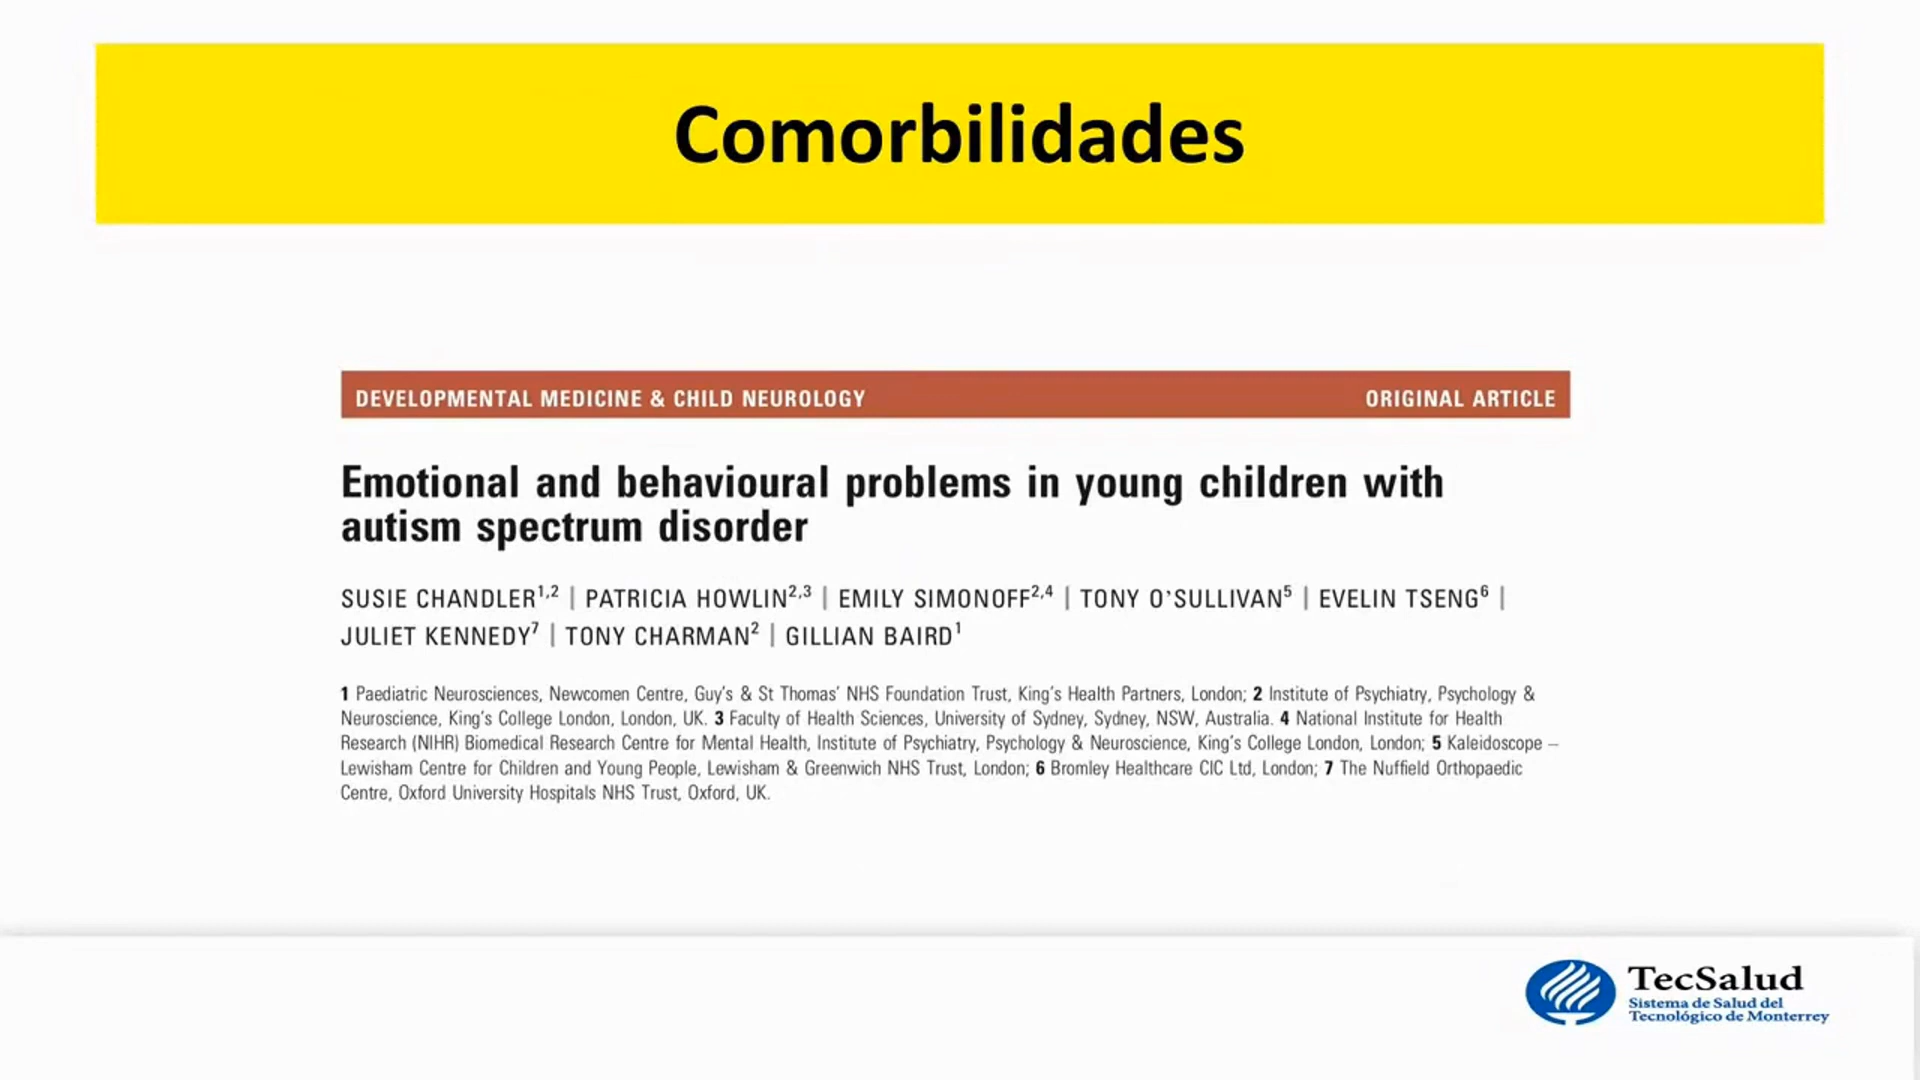 Comorbilidades
DEVELOPMENTAL MEDICINE & CHILD NEUROLOGY
ORIGINAL ARTICLE
Emotional and behavioural problems in young children with
autism spectrum disorder
SUSIE CHANDLER1,2 | PATRICIA HOWLIN2,3 | EMILY SIMONOFF2,4 | TONY O'SULLIVAN5 | EVELIN TSENG6 |
JULIET KENNEDY7 | TONY CHARMAN2 | GILLIAN BAIRD1
1 Paediatric Neurosciences, Newcomen Centre, Guy's & St Thomas' NHS Foundation Trust, King's Health Partners, London; 2 Institute of Psychiatry, Psychology &
Neuroscience, King's College London, London, UK. 3 Faculty of Health Sciences, University of Sydney, Sydney, NSW, Australia. 4 National Institute for Health
Research (NIHR) Biomedical Research Centre for Mental Health, Institute of Psychiatry, Psychology & Neuroscience, King's College London, London; 5 Kaleidoscope –
Lewisham Centre for Children and Young People, Lewisham & Greenwich NHS Trust, London; 6 Bromley Healthcare CIC Ltd, London; 7 The Nuffield Orthopaedic
Centre, Oxford University Hospitals NHS Trust, Oxford, UK.
TecSalud
Sistema de Salud del
Tecnológico de Monterrey